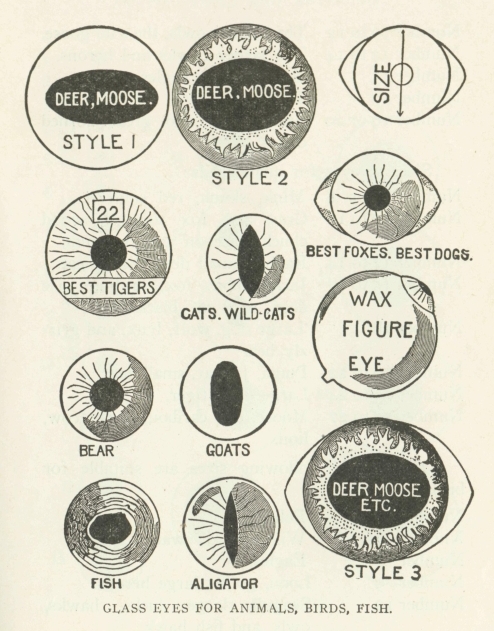 DEER, MOOSE.
STYLE 1
DEER, MOOSE.
STYLE 2
SIZE
22
BEST TIGERS
CATS. WILD-CATS
BEST FOXES. BEST DOGS.
WAX
FIGURE
EYE
BEAR
GOATS
DEER MOOSE
ETC.
STYLE 3
FISH
ALIGATOR
GLASS EYES FOR ANIMALS, BIRDS, FISH.